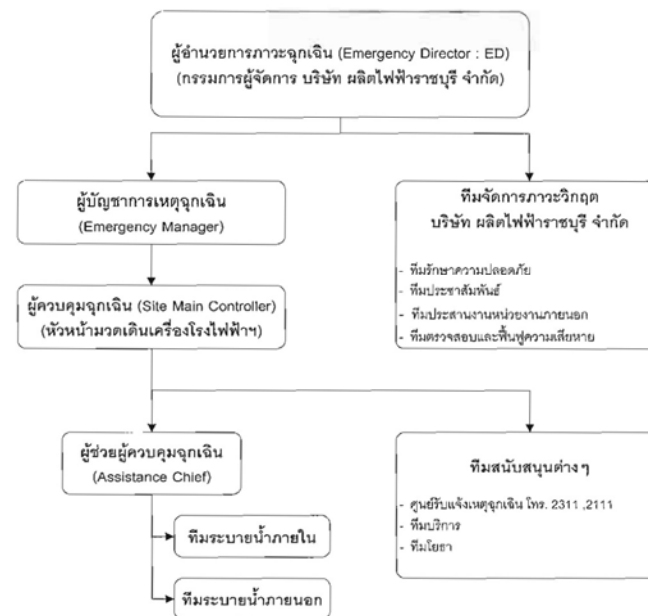 ผู้อำนวยการภาวะฉุกเฉิน (Emergency Director : ED)
(กรรมการผู้จัดการ บริษัท ผลิตไฟฟ้าราชบุรี จำกัด)
ผู้บัญชาการเหตุฉุกเฉิน
(Emergency Manager)
ทีมจัดการภาวะวิกฤต
บริษัท ผลิตไฟฟ้าราชบุรี จำกัด
- ทีมรักษาความปลอดภัย
- ทีมประชาสัมพันธ์
- ทีมประสานงานหน่วยงานภายนอก
- ทีมตรวจสอบและฟื้นฟูความเสียหาย
ผู้ควบคุมฉุกเฉิน (Site Main Controller)
(หัวหน้าหมวดเดินเครื่องโรงไฟฟ้าฯ)
ผู้ช่วยผู้ควบคุมฉุกเฉิน
(Assistance Chief)
ทีมสนับสนุนต่างๆ
- ศูนย์รับแจ้งเหตุฉุกเฉิน โทร. 2311 ,2111
- ทีมบริการ
- ทีมโยธา
ทีมระบายน้ำภายใน
ทีมระบายน้ำภายนอก